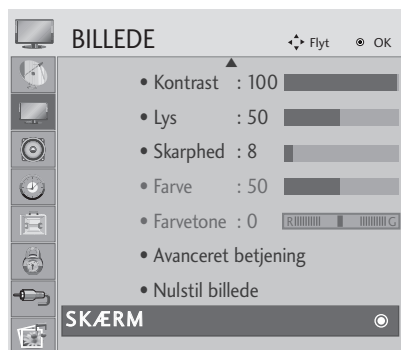 BILLEDE Flyt OK
• Kontrast : 100
• Lys : 50
• Skarphed : 8
• Farve : 50
• Farvetone : 0 R G
• Avanceret betjening
• Nulstil billede
SKÆRM